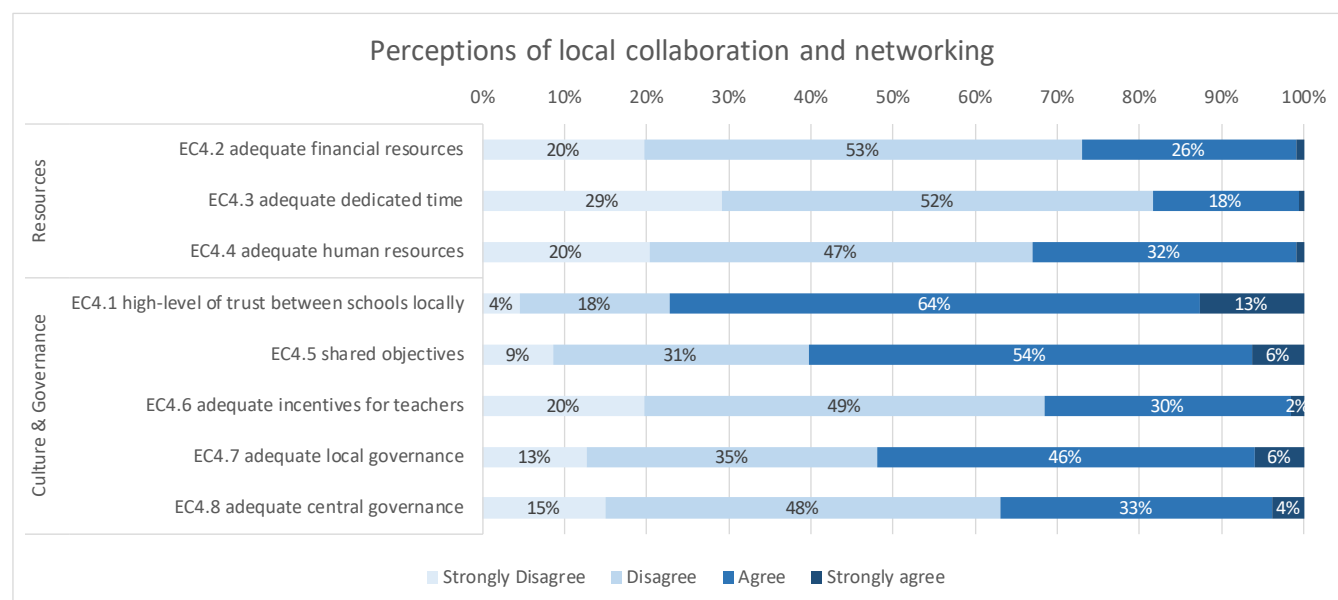 Perceptions of local collaboration and networking
0% 10% 20% 30% 40% 50% 60% 70% 80% 90% 100%
Resources
EC4.2 adequate financial resources 20% 53% 26%
EC4.3 adequate dedicated time 29% 52% 18%
EC4.4 adequate human resources 20% 47% 32%
Culture & Governance
EC4.1 high-level of trust between schools locally 4% 18% 64% 13%
EC4.5 shared objectives 9% 31% 54% 6%
EC4.6 adequate incentives for teachers 20% 49% 30% 2%
EC4.7 adequate local governance 13% 35% 46% 6%
EC4.8 adequate central governance 15% 48% 33% 4%
Strongly Disagree Disagree Agree Strongly agree